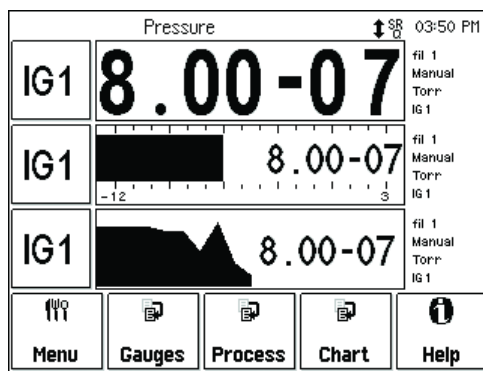 Pressure SR Q 03:50 PM
IG1 8.00-07 fil 1
Manual
Torr
IG1
IG1 8.00-07 fil 1
-12 3 Manual
Torr
IG1
IG1 8.00-07 fil 1
Manual
Torr
IG1
Menu Gauges Process Chart Help